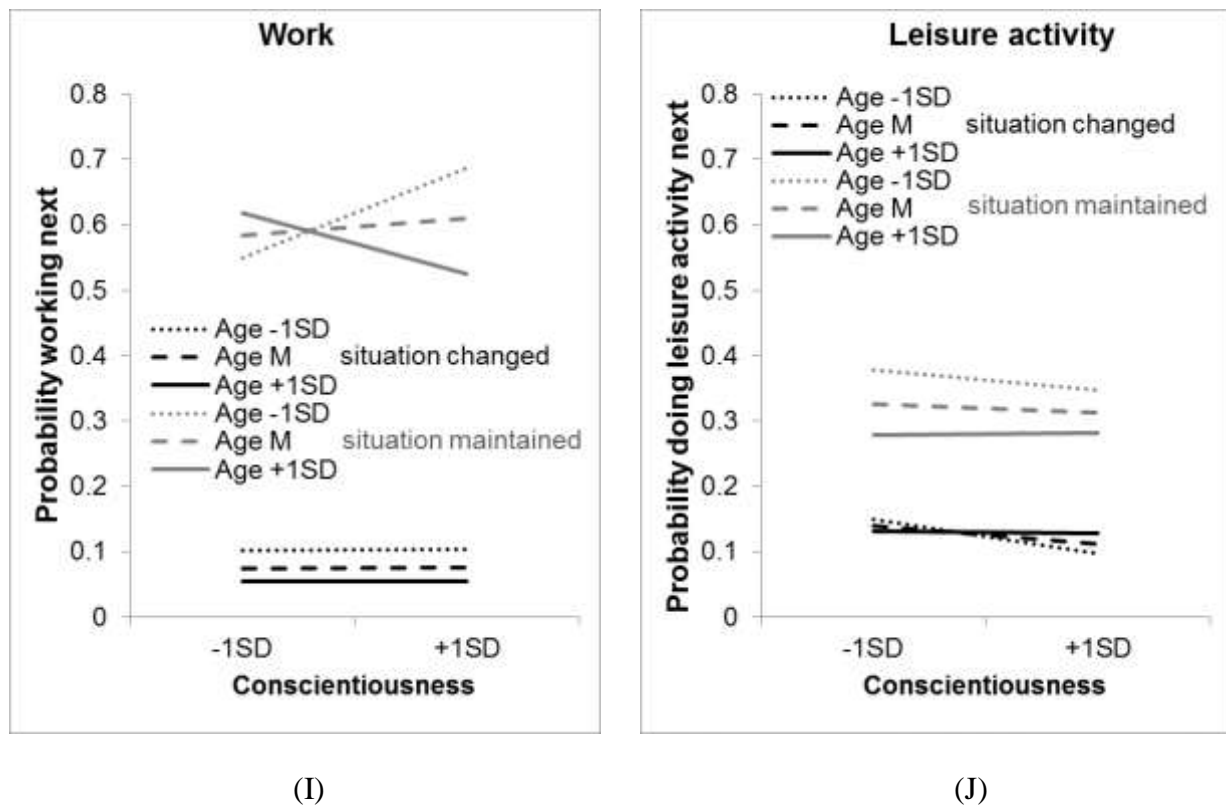 Work
Probability working next
0.8
0.7
0.6
0.5
0.4
0.3
0.2
0.1
0
Age -1SD
Age M situation changed
Age +1SD
Age -1SD
Age M situation maintained
Age +1SD
-1SD +1SD
Conscientiousness
(I)
Leisure activity
Probability doing leisure activity next
0.8
0.7
0.6
0.5
0.4
0.3
0.2
0.1
0
Age -1SD
Age M situation changed
Age +1SD
Age -1SD
Age M situation maintained
Age +1SD
-1SD +1SD
Conscientiousness
(J)